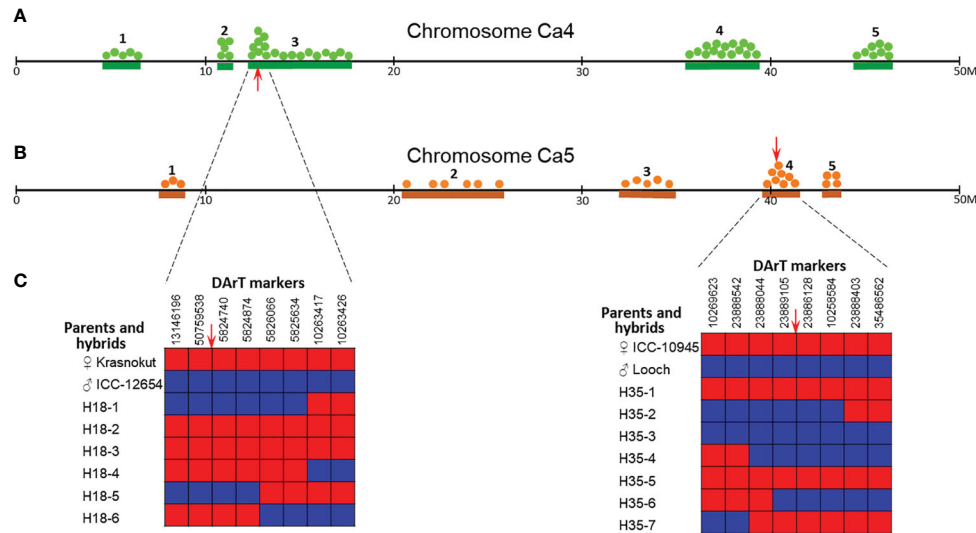 A
Chromosome Ca4
1 2 3 4 5
0 10 20 30 40 50M
B
Chromosome Ca5
1 2 3 4 5
0 10 20 30 40 50M
C
DArT markers
13146196 50759538 5824740 5824874 5826066 5825634 10263417 10263426
Parents and
hybrids
♀ Krasnokut
♂ ICC-12654
H18-1
H18-2
H18-3
H18-4
H18-5
H18-6
DArT markers
10269623 23888542 23888044 23889105 23886128 10258584 23888403 35486562
Parents and
hybrids
♀ ICC-10945
♂ Looch
H35-1
H35-2
H35-3
H35-4
H35-5
H35-6
H35-7